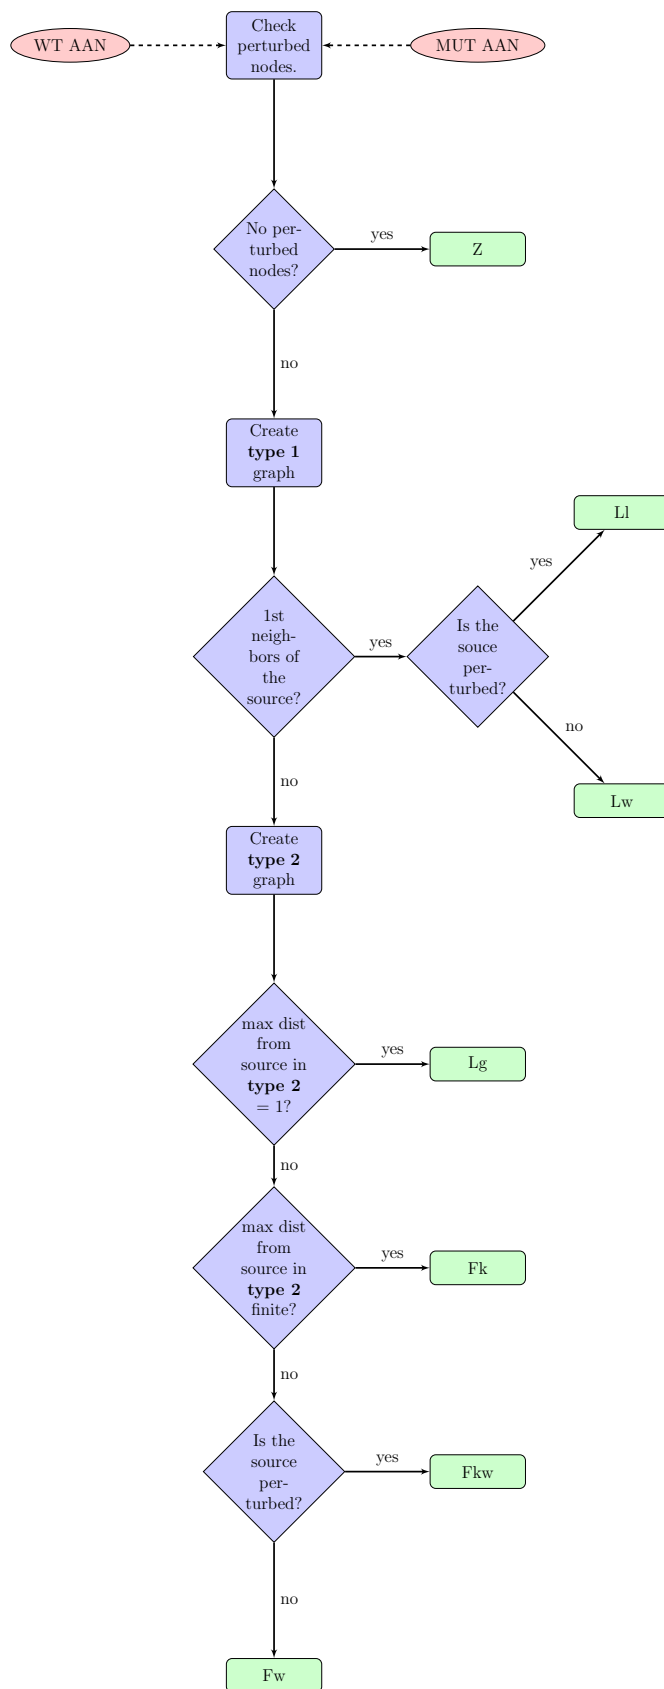 WT AAN
Check
perturbed
nodes.
MUT AAN
No per-
turbed
nodes?
yes
Z
no
Create
type 1
graph
Ll
yes
1st
neigh-
bors of
the
source?
yes
Is the
souce
per-
turbed?
no
no
Lw
Create
type 2
graph
max dist
from
source in
type 2
= 1?
yes
Lg
no
max dist
from
source in
type 2
finite?
yes
Fk
no
Is the
source
per-
turbed?
yes
Fkw
no
Fw